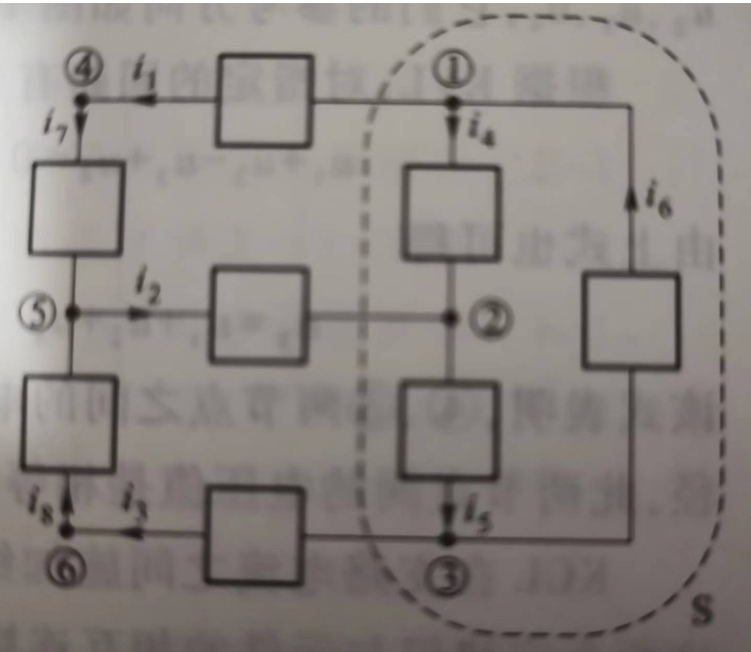 ④ i₁ ①
i₇ i₄
i₆
i₂
⑤ ②
i₈ i₃ i₅
⑥ ③
S